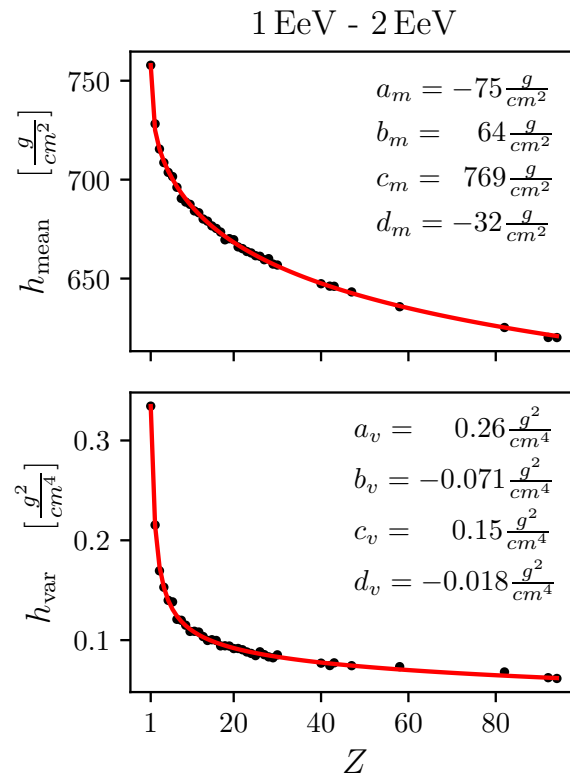 1 EeV - 2 EeV
h_mean [g/cm²]
750
700
650
a_m = −75 g/cm²
b_m = 64 g/cm²
c_m = 769 g/cm²
d_m = −32 g/cm²
h_var [g²/cm⁴]
0.3
0.2
0.1
a_v = 0.26 g²/cm⁴
b_v = −0.071 g²/cm⁴
c_v = 0.15 g²/cm⁴
d_v = −0.018 g²/cm⁴
1 20 40 60 80
Z